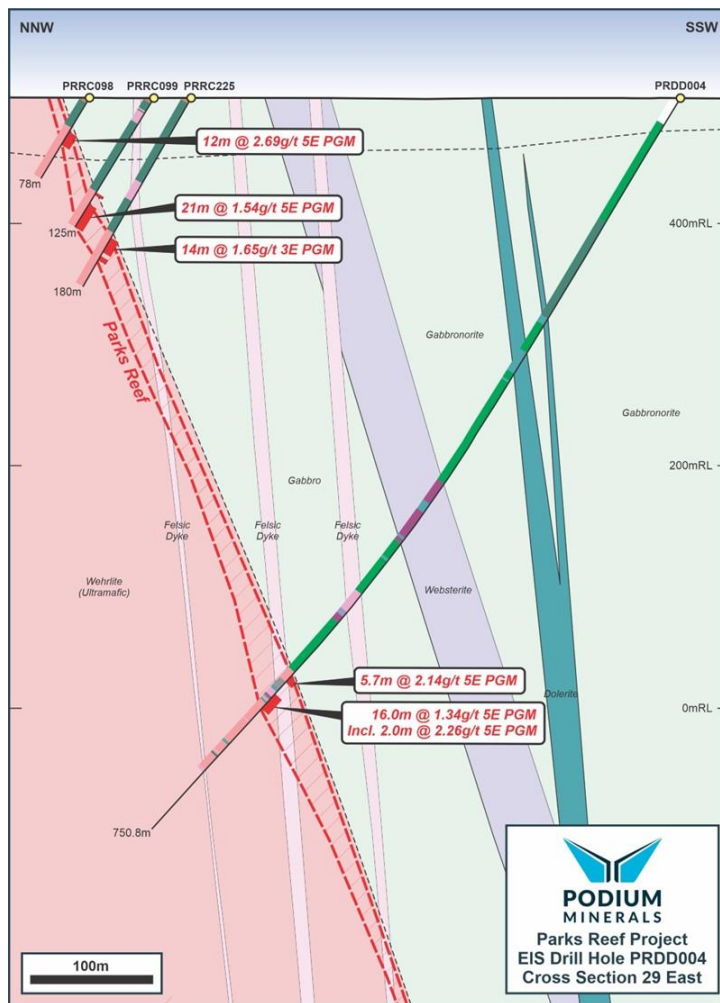 NNW
SSW
PRRC098
PRRC099
PRRC225
PRDD004
12m @ 2.69g/t 5E PGM
78m
21m @ 1.54g/t 5E PGM
400mRL
125m
14m @ 1.65g/t 3E PGM
180m
Parks Reef
Gabbronorite
Gabbronorite
200mRL
Gabbro
Felsic
Dyke
Felsic
Dyke
Felsic
Dyke
Wehrlite
(Ultramafic)
Websterite
5.7m @ 2.14g/t 5E PGM
Dolerite
16.0m @ 1.34g/t 5E PGM
Incl. 2.0m @ 2.26g/t 5E PGM
0mRL
750.8m
PODIUM
MINERALS
Parks Reef Project
EIS Drill Hole PRDD004
Cross Section 29 East
100m